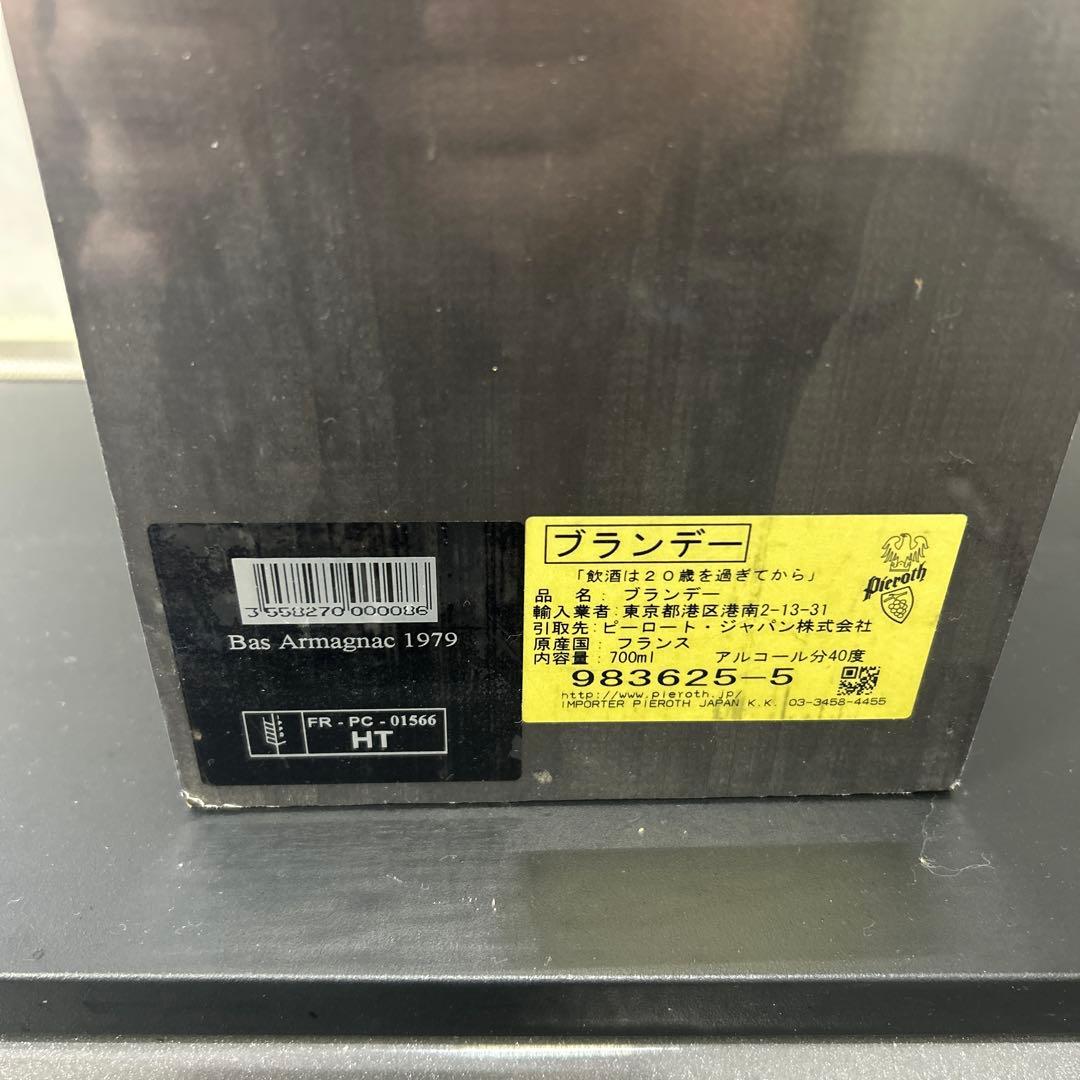 3 558270 000086
Bas Armagnac 1979
IPPC
FR - PC - 01566
HT
ブランデー
「飲酒は20歳を過ぎてから」
Pieroth
品 名 : ブランデー
輸入業者:東京都港区港南2-13-31
引取先:ピーロート・ジャパン株式会社
原産国 : フランス
内容量 : 700ml アルコール分40度
983625-5
http://www.pieroth.jp/
IMPORTER PIEROTH JAPAN K.K. 03-3458-4455